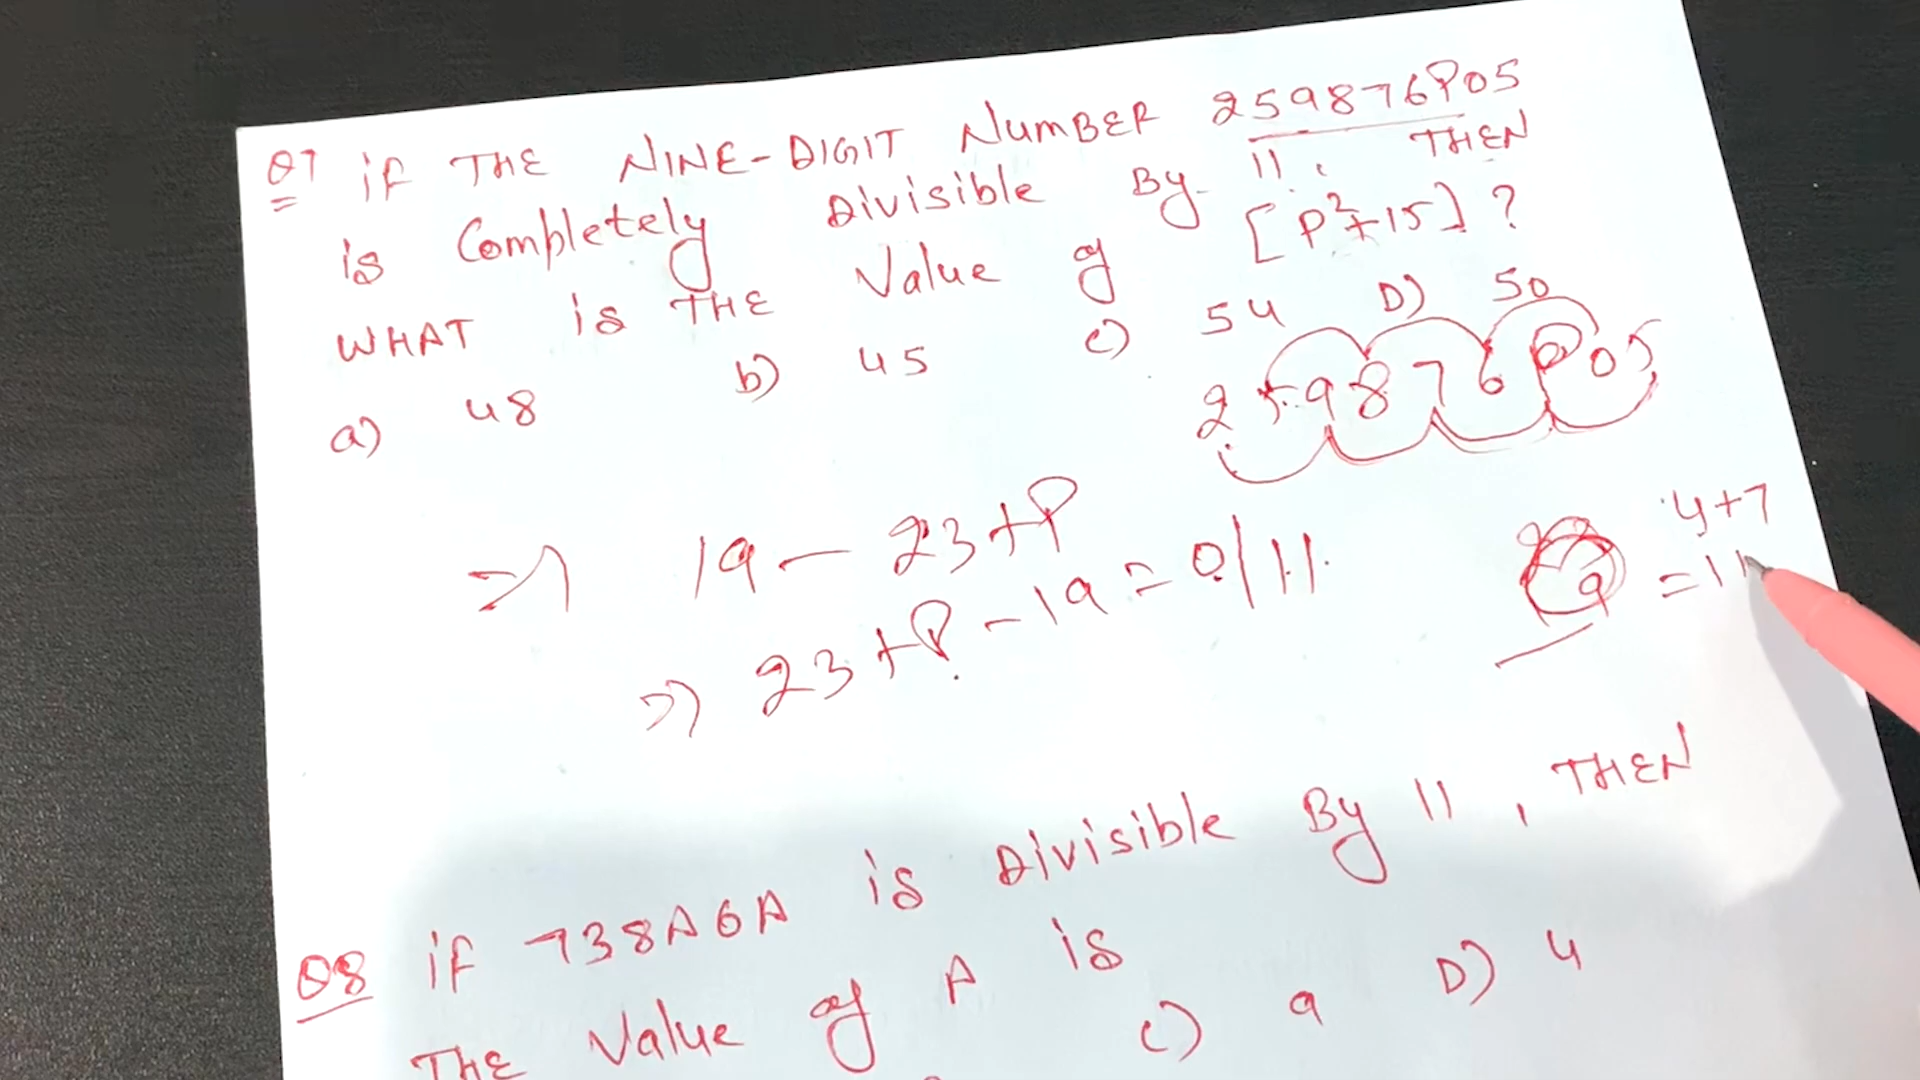 Q7 if THE NINE-DIGIT NUMBER 259876P05
is Completely Divisible By 11, THEN
WHAT is THE Value of [P²+15] ?
a) 48 b) 45 c) 54 D) 50
259876P05
⇒ 19 - 23+P
⇒ 23+P - 19 = 0/11
4+7
= 11
Q8 if 738A6A is Divisible By 11, THEN
The Value of A is
c) 9 D) 4